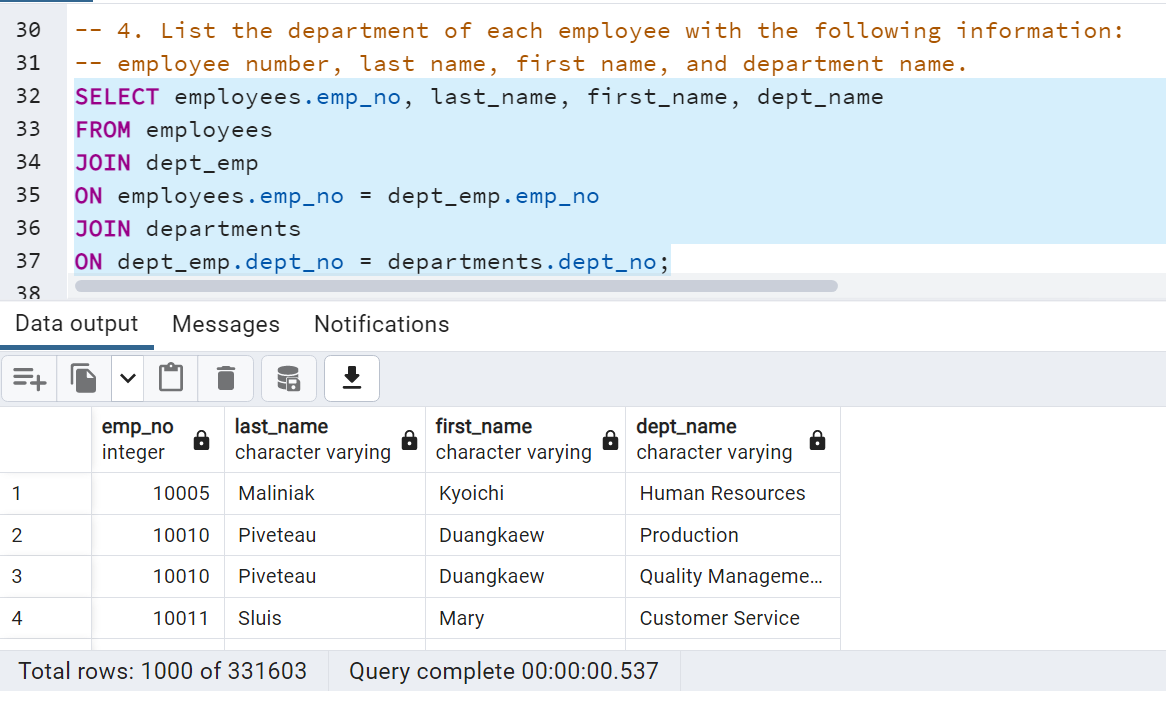 30 -- 4. List the department of each employee with the following information:
31 -- employee number, last name, first name, and department name.
32 SELECT employees.emp_no, last_name, first_name, dept_name
33 FROM employees
34 JOIN dept_emp
35 ON employees.emp_no = dept_emp.emp_no
36 JOIN departments
37 ON dept_emp.dept_no = departments.dept_no;
38
Data output Messages Notifications
emp_no last_name first_name dept_name
integer character varying character varying character varying
1 10005 Maliniak Kyoichi Human Resources
2 10010 Piveteau Duangkaew Production
3 10010 Piveteau Duangkaew Quality Manageme...
4 10011 Sluis Mary Customer Service
Total rows: 1000 of 331603 Query complete 00:00:00.537